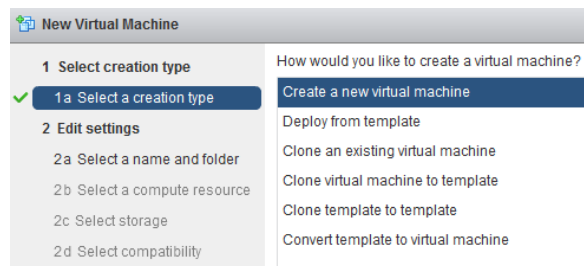 New Virtual Machine
1 Select creation type
1a Select a creation type
2 Edit settings
2a Select a name and folder
2b Select a compute resource
2c Select storage
2d Select compatibility
How would you like to create a virtual machine?
Create a new virtual machine
Deploy from template
Clone an existing virtual machine
Clone virtual machine to template
Clone template to template
Convert template to virtual machine